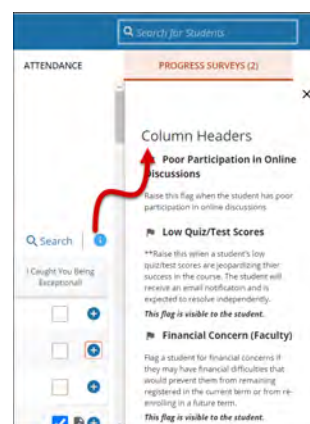 Search for Students
ATTENDANCE
PROGRESS SURVEYS (2)
×
Column Headers
Poor Participation in Online
Discussions
Raise this flag when the student has poor
participation in online discussions
Low Quiz/Test Scores
**Raise this when a student's low
quiz/test scores are jeopardizing thier
success in the course. The student will
receive an email notification and is
expected to resolve independently.
This flag is visible to the student.
Financial Concern (Faculty)
Flag a student for financial concerns if
they may have financial difficulties that
would prevent them from remaining
registered in the current term or from re-
enrolling in a future term.
This flag is visible to the student.
Search
I Caught You Being
Exceptional!